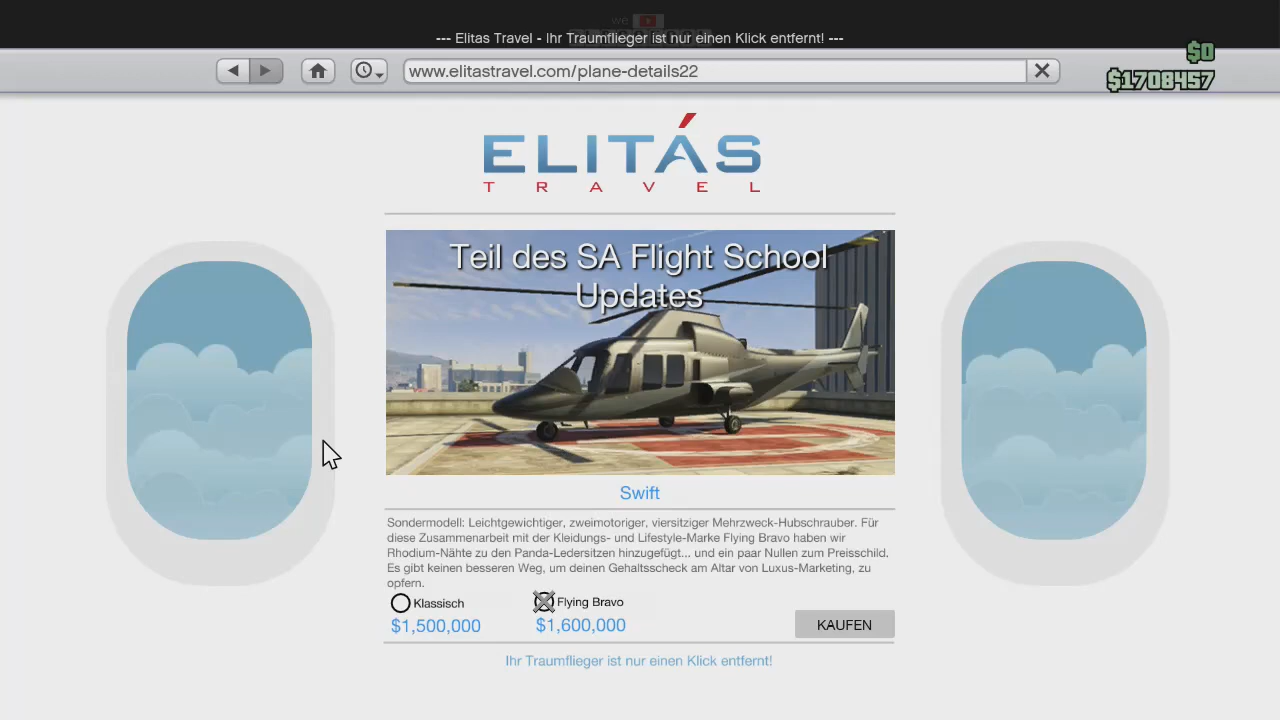 we
--- Elitas Travel - Ihr Traumflieger ist nur einen Klick entfernt! ---
$0
www.elitastravel.com/plane-details22
$1708457
ELITÁS
TRAVEL
Teil des SA Flight School
Updates
Swift
Sondermodell: Leichtgewichtiger, zweimotoriger, viersitziger Mehrzweck-Hubschrauber. Für
diese Zusammenarbeit mit der Kleidungs- und Lifestyle-Marke Flying Bravo haben wir
Rhodium-Nähte zu den Panda-Ledersitzen hinzugefügt... und ein paar Nullen zum Preisschild.
Es gibt keinen besseren Weg, um deinen Gehaltsscheck am Altar von Luxus-Marketing, zu
opfern.
Klassisch
Flying Bravo
$1,500,000
$1,600,000
KAUFEN
Ihr Traumflieger ist nur einen Klick entfernt!